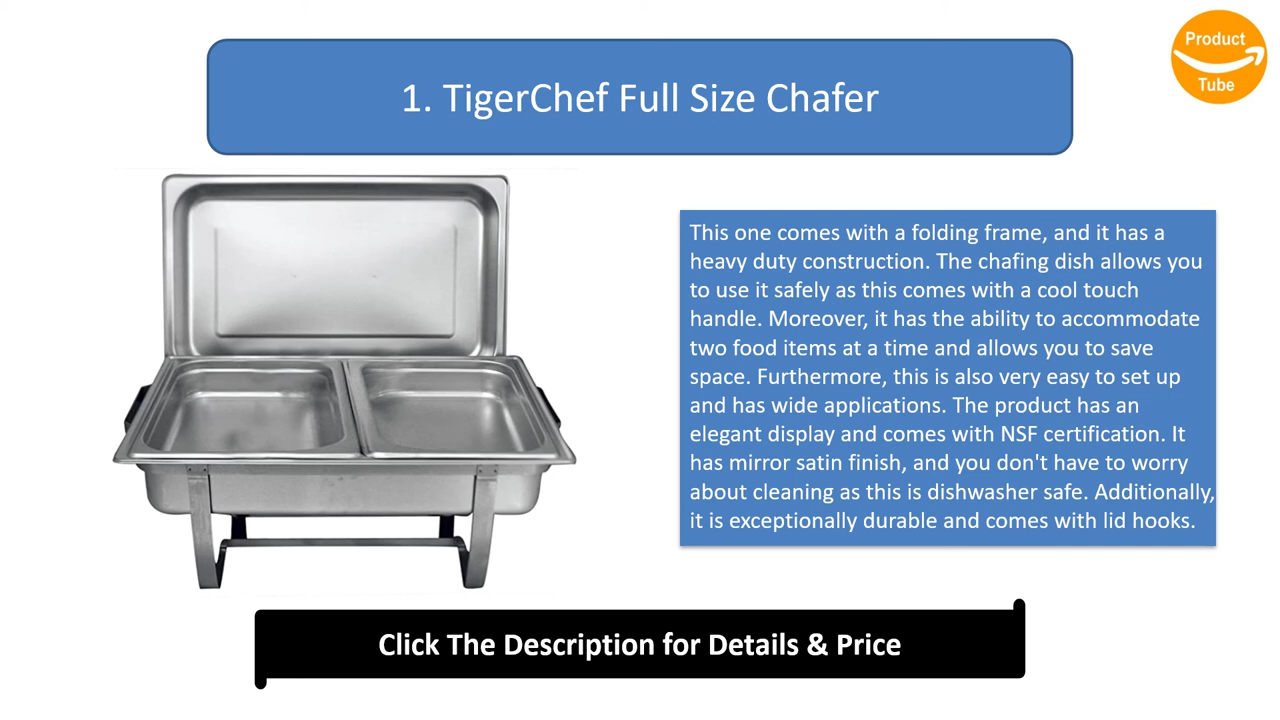 Product
Tube
1. TigerChef Full Size Chafer
This one comes with a folding frame, and it has a
heavy duty construction. The chafing dish allows you
to use it safely as this comes with a cool touch
handle. Moreover, it has the ability to accommodate
two food items at a time and allows you to save
space. Furthermore, this is also very easy to set up
and has wide applications. The product has an
elegant display and comes with NSF certification. It
has mirror satin finish, and you don't have to worry
about cleaning as this is dishwasher safe. Additionally,
it is exceptionally durable and comes with lid hooks.
Click The Description for Details & Price